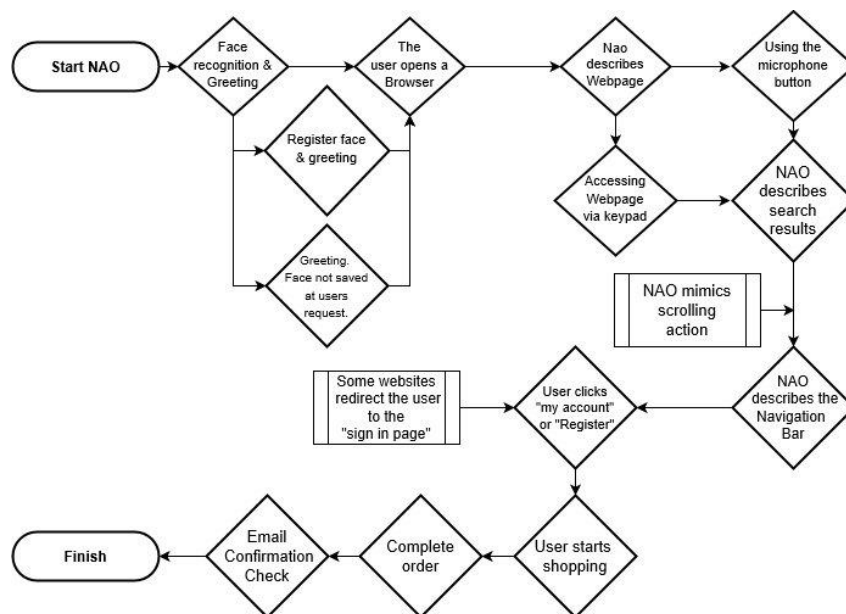 Start NAO
Face
recognition &
Greeting
The
user opens a
Browser
Nao
describes
Webpage
Using the
microphone
button
Register face
& greeting
Accessing
Webpage
via keypad
NAO
describes
search
results
Greeting.
Face not saved
at users
request.
NAO mimics
scrolling
action
Some websites
redirect the user
to the
"sign in page"
User clicks
"my account"
or "Register"
NAO
describes the
Navigation
Bar
Finish
Email
Confirmation
Check
Complete
order
User starts
shopping